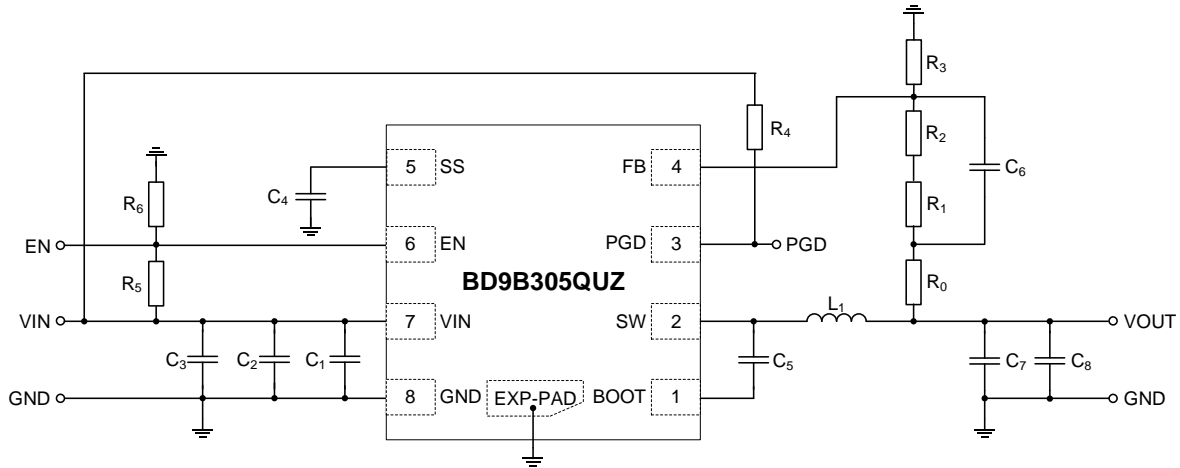 R3
R4
R2
5 SS
FB 4
C6
C4
R6
R1
EN
6 EN
PGD 3
PGD
BD9B305QUZ
R5
R0
VIN
7 VIN
SW 2
L1
VOUT
C3
C2
C1
C5
C7
C8
GND
8 GND
EXP-PAD
BOOT 1
GND